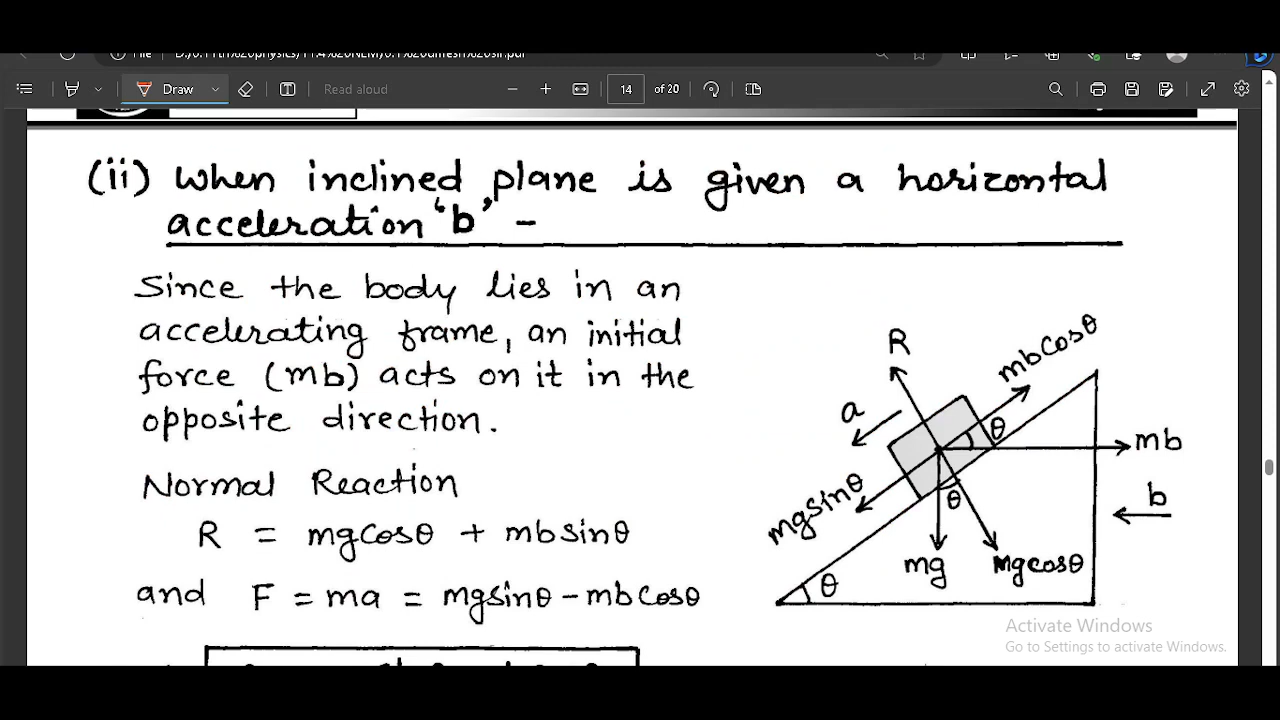 File
Draw
Read aloud
14
of 20
(ii) when inclined plane is given a horizontal
acceleration 'b' -
Since the body lies in an
accelerating frame, an initial
force (mb) acts on it in the
opposite direction.
Normal Reaction
R = mgcosθ + mbsinθ
and F = ma = mgsinθ - mbcosθ
R
mbcosθ
a
θ
mb
mgsinθ
θ
b
mg
mgcosθ
θ
Activate Windows
Go to Settings to activate Windows.